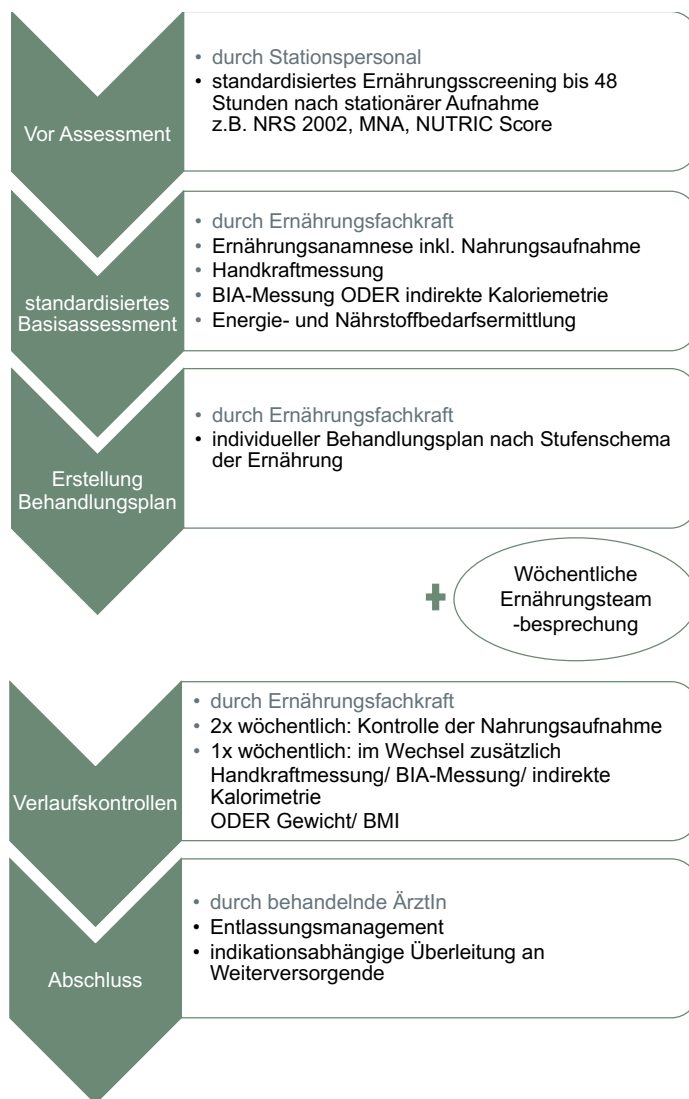 Vor Assessment
• durch Stationspersonal
• standardisiertes Ernährungsscreening bis 48
Stunden nach stationärer Aufnahme
z.B. NRS 2002, MNA, NUTRIC Score
standardisiertes
Basisassessment
• durch Ernährungsfachkraft
• Ernährungsanamnese inkl. Nahrungsaufnahme
• Handkraftmessung
• BIA-Messung ODER indirekte Kaloriemetrie
• Energie- und Nährstoffbedarfsermittlung
Erstellung
Behandlungsplan
• durch Ernährungsfachkraft
• individueller Behandlungsplan nach Stufenschema
der Ernährung
+
Wöchentliche
Ernährungsteam
-besprechung
Verlaufskontrollen
• durch Ernährungsfachkraft
• 2x wöchentlich: Kontrolle der Nahrungsaufnahme
• 1x wöchentlich: im Wechsel zusätzlich
Handkraftmessung/ BIA-Messung/ indirekte
Kalorimetrie
ODER Gewicht/ BMI
Abschluss
• durch behandelnde ÄrztIn
• Entlassungsmanagement
• indikationsabhängige Überleitung an
Weiterversorgende